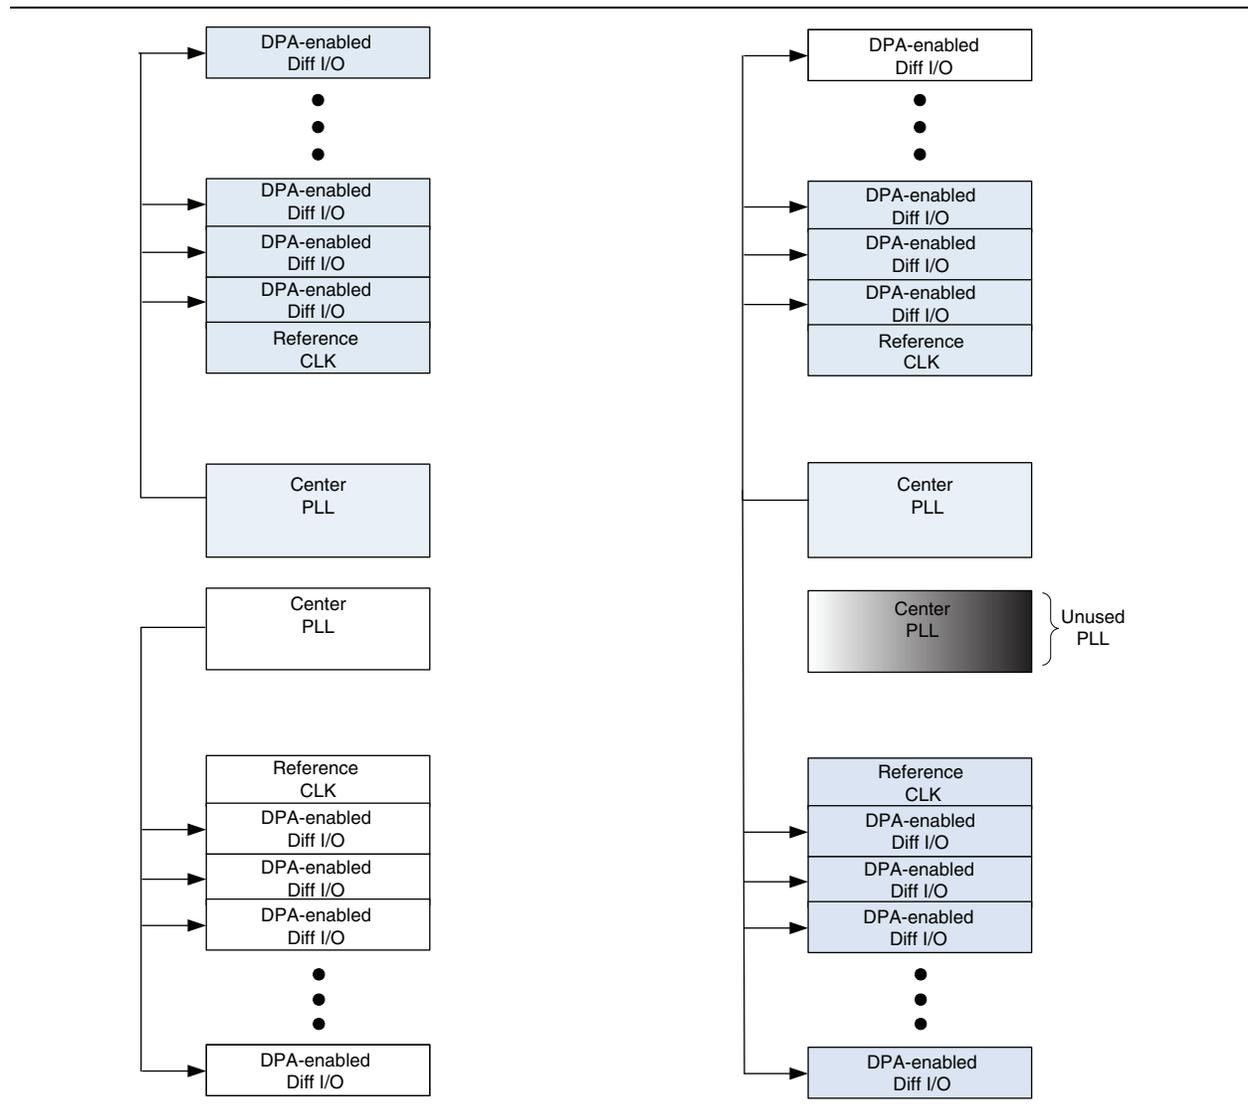 DPA-enabled
Diff I/O
DPA-enabled
Diff I/O
DPA-enabled
Diff I/O
DPA-enabled
Diff I/O
Reference
CLK
Center
PLL
Center
PLL
Reference
CLK
DPA-enabled
Diff I/O
DPA-enabled
Diff I/O
DPA-enabled
Diff I/O
DPA-enabled
Diff I/O
DPA-enabled
Diff I/O
DPA-enabled
Diff I/O
DPA-enabled
Diff I/O
DPA-enabled
Diff I/O
Reference
CLK
Center
PLL
Center
PLL
Unused
PLL
Reference
CLK
DPA-enabled
Diff I/O
DPA-enabled
Diff I/O
DPA-enabled
Diff I/O
DPA-enabled
Diff I/O